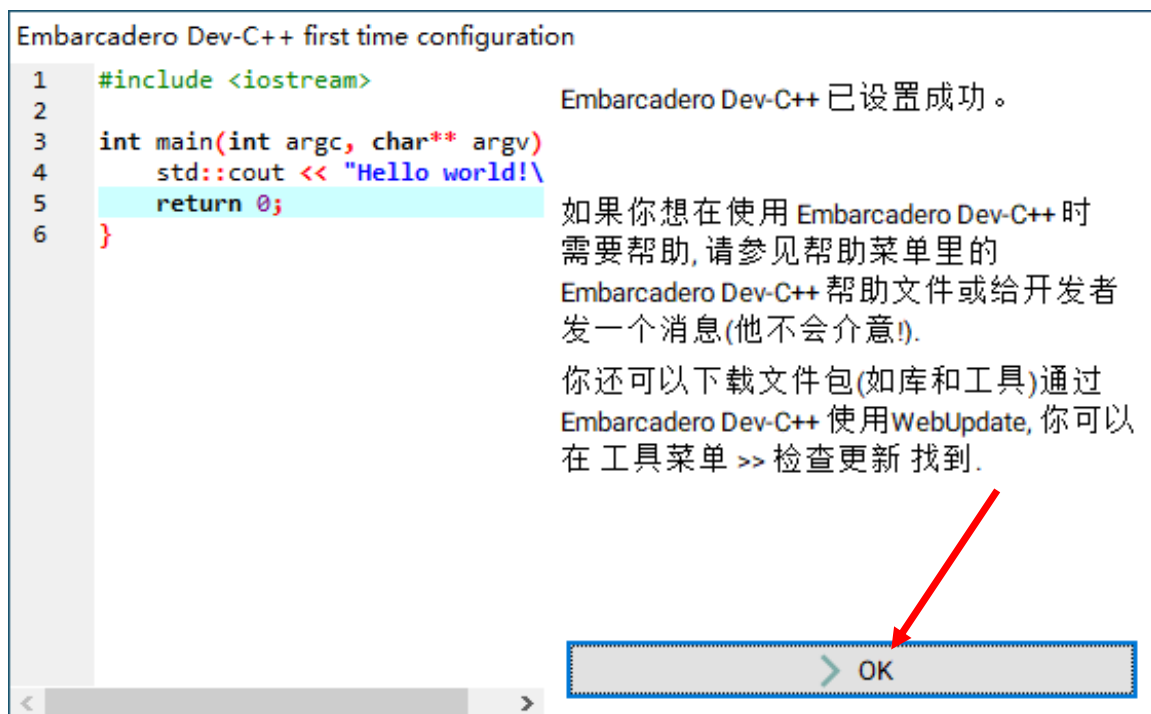 Embarcadero Dev-C++ first time configuration
1 #include <iostream>
2
3 int main(int argc, char** argv)
4 std::cout << "Hello world!\
5 return 0;
6 }
Embarcadero Dev-C++ 已设置成功。
如果你想在使用 Embarcadero Dev-C++ 时
需要帮助, 请参见帮助菜单里的
Embarcadero Dev-C++ 帮助文件或给开发者
发一个消息(他不会介意!).
你还可以下载文件包(如库和工具)通过
Embarcadero Dev-C++ 使用WebUpdate, 你可以
在 工具菜单 >> 检查更新 找到.
OK